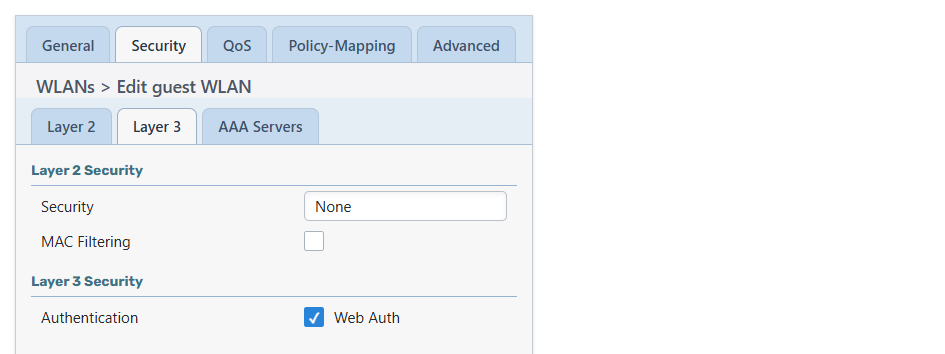 General Security QoS Policy-Mapping Advanced
WLANs > Edit guest WLAN
Layer 2 Layer 3 AAA Servers
Layer 2 Security
Security None
MAC Filtering
Layer 3 Security
Authentication Web Auth